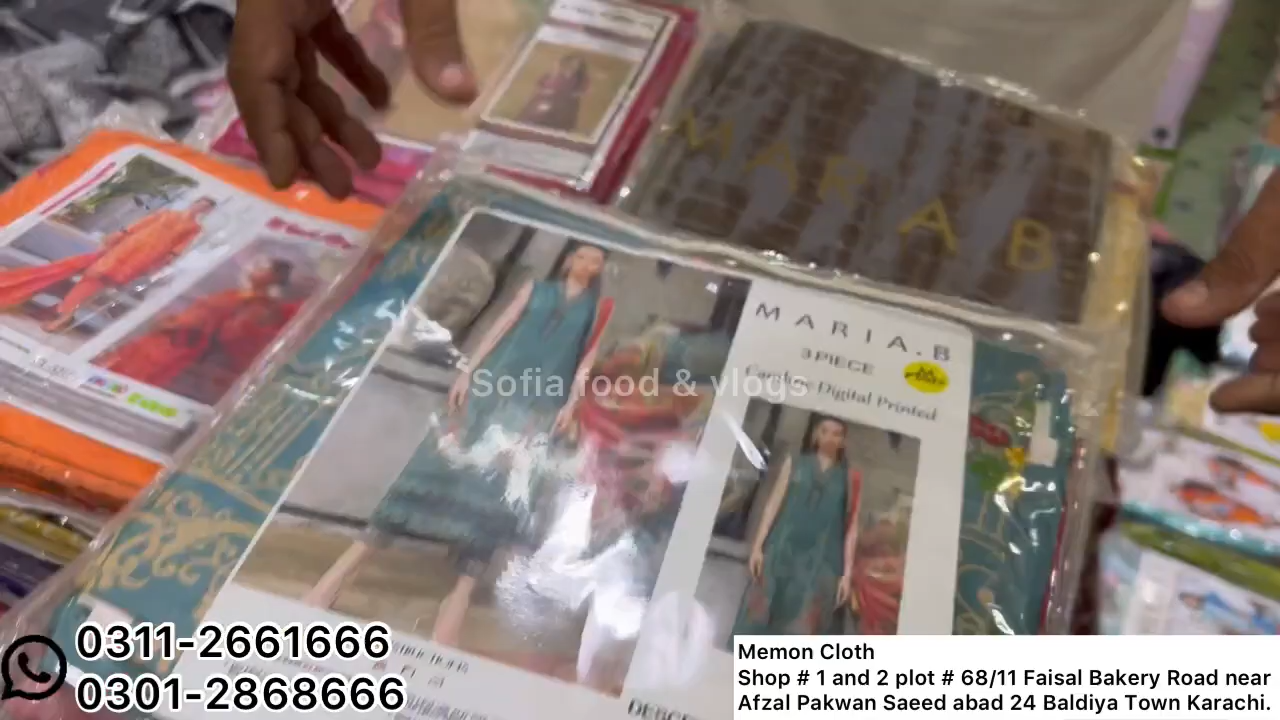 MARIA B
MARIA.B
3 PIECE
Cambric Digital Printed
Sofia food & vlogs
0311-2661666
0301-2868666
Memon Cloth
Shop # 1 and 2 plot # 68/11 Faisal Bakery Road near
Afzal Pakwan Saeed abad 24 Baldiya Town Karachi.